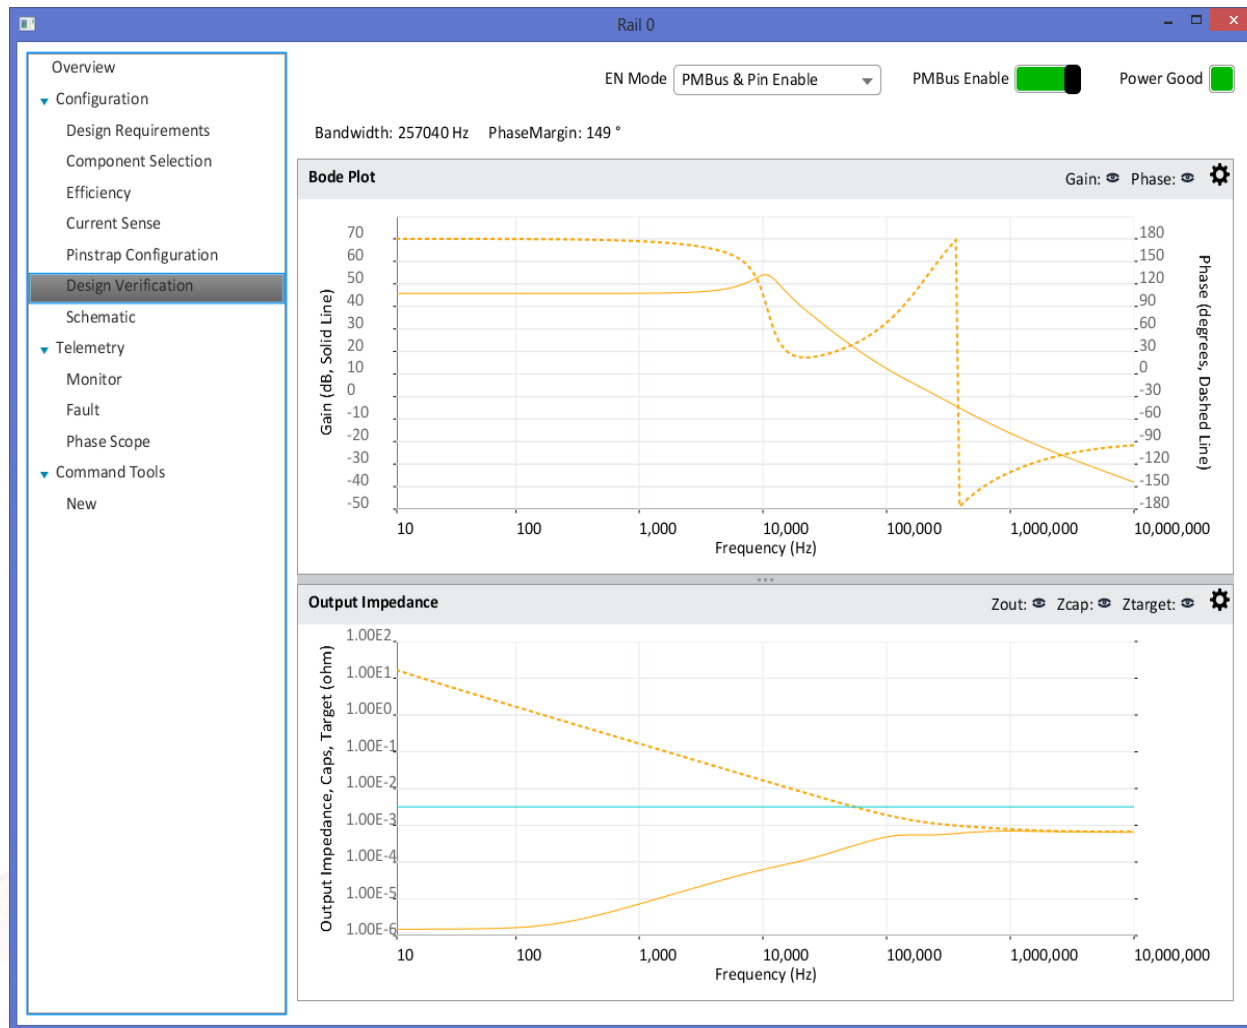 Rail 0
Overview
Configuration
Design Requirements
Component Selection
Efficiency
Current Sense
Pinstrap Configuration
Design Verification
Schematic
Telemetry
Monitor
Fault
Phase Scope
Command Tools
New
EN Mode PMBus & Pin Enable PMBus Enable Power Good
Bandwidth: 257040 Hz PhaseMargin: 149 °
Bode Plot Gain: Phase:
Gain (dB, Solid Line)
70
60
50
40
30
20
10
0
-10
-20
-30
-40
-50
180
150
120
90
60
30
0
-30
-60
-90
-120
-150
-180
Phase (degrees, Dashed Line)
10 100 1,000 10,000 100,000 1,000,000 10,000,000
Frequency (Hz)
Output Impedance Zout: Zcap: Ztarget:
Output Impedance, Caps, Target (ohm)
1.00E2
1.00E1
1.00E0
1.00E-1
1.00E-2
1.00E-3
1.00E-4
1.00E-5
1.00E-6
10 100 1,000 10,000 100,000 1,000,000 10,000,000
Frequency (Hz)